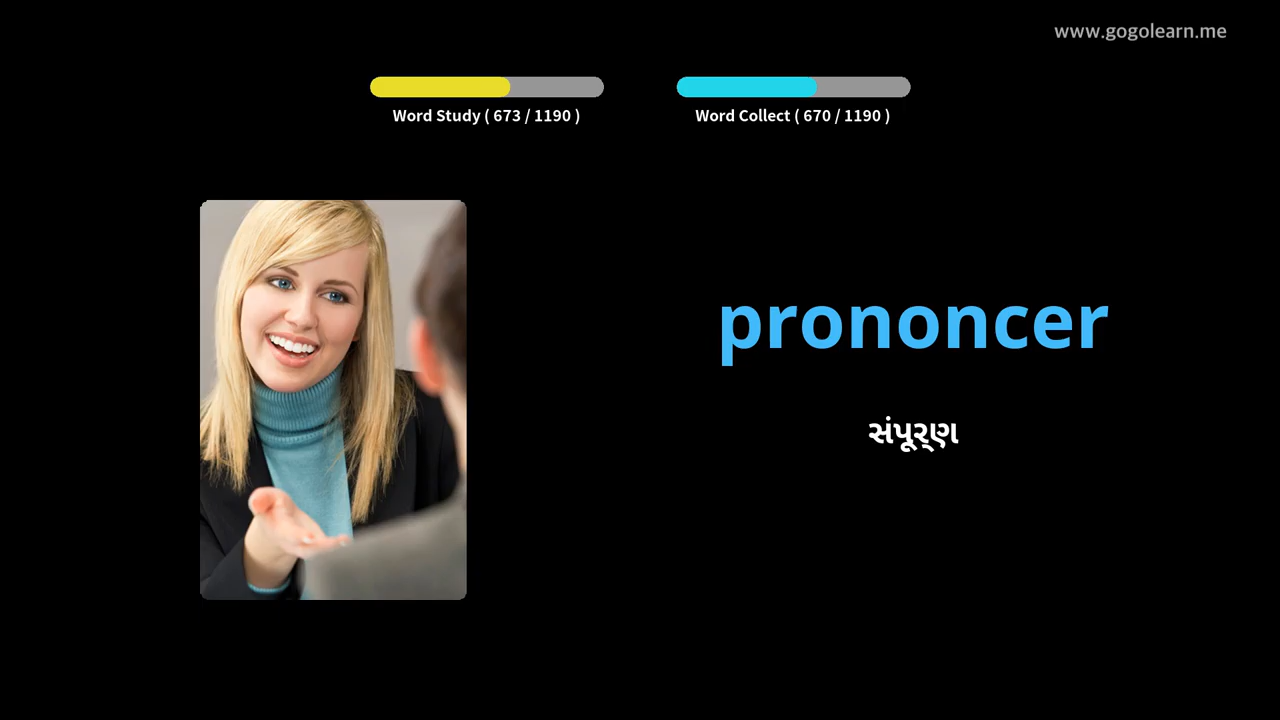 www.gogolearn.me
Word Study ( 673 / 1190 )
Word Collect ( 670 / 1190 )
prononcer
સંપૂર્ણ